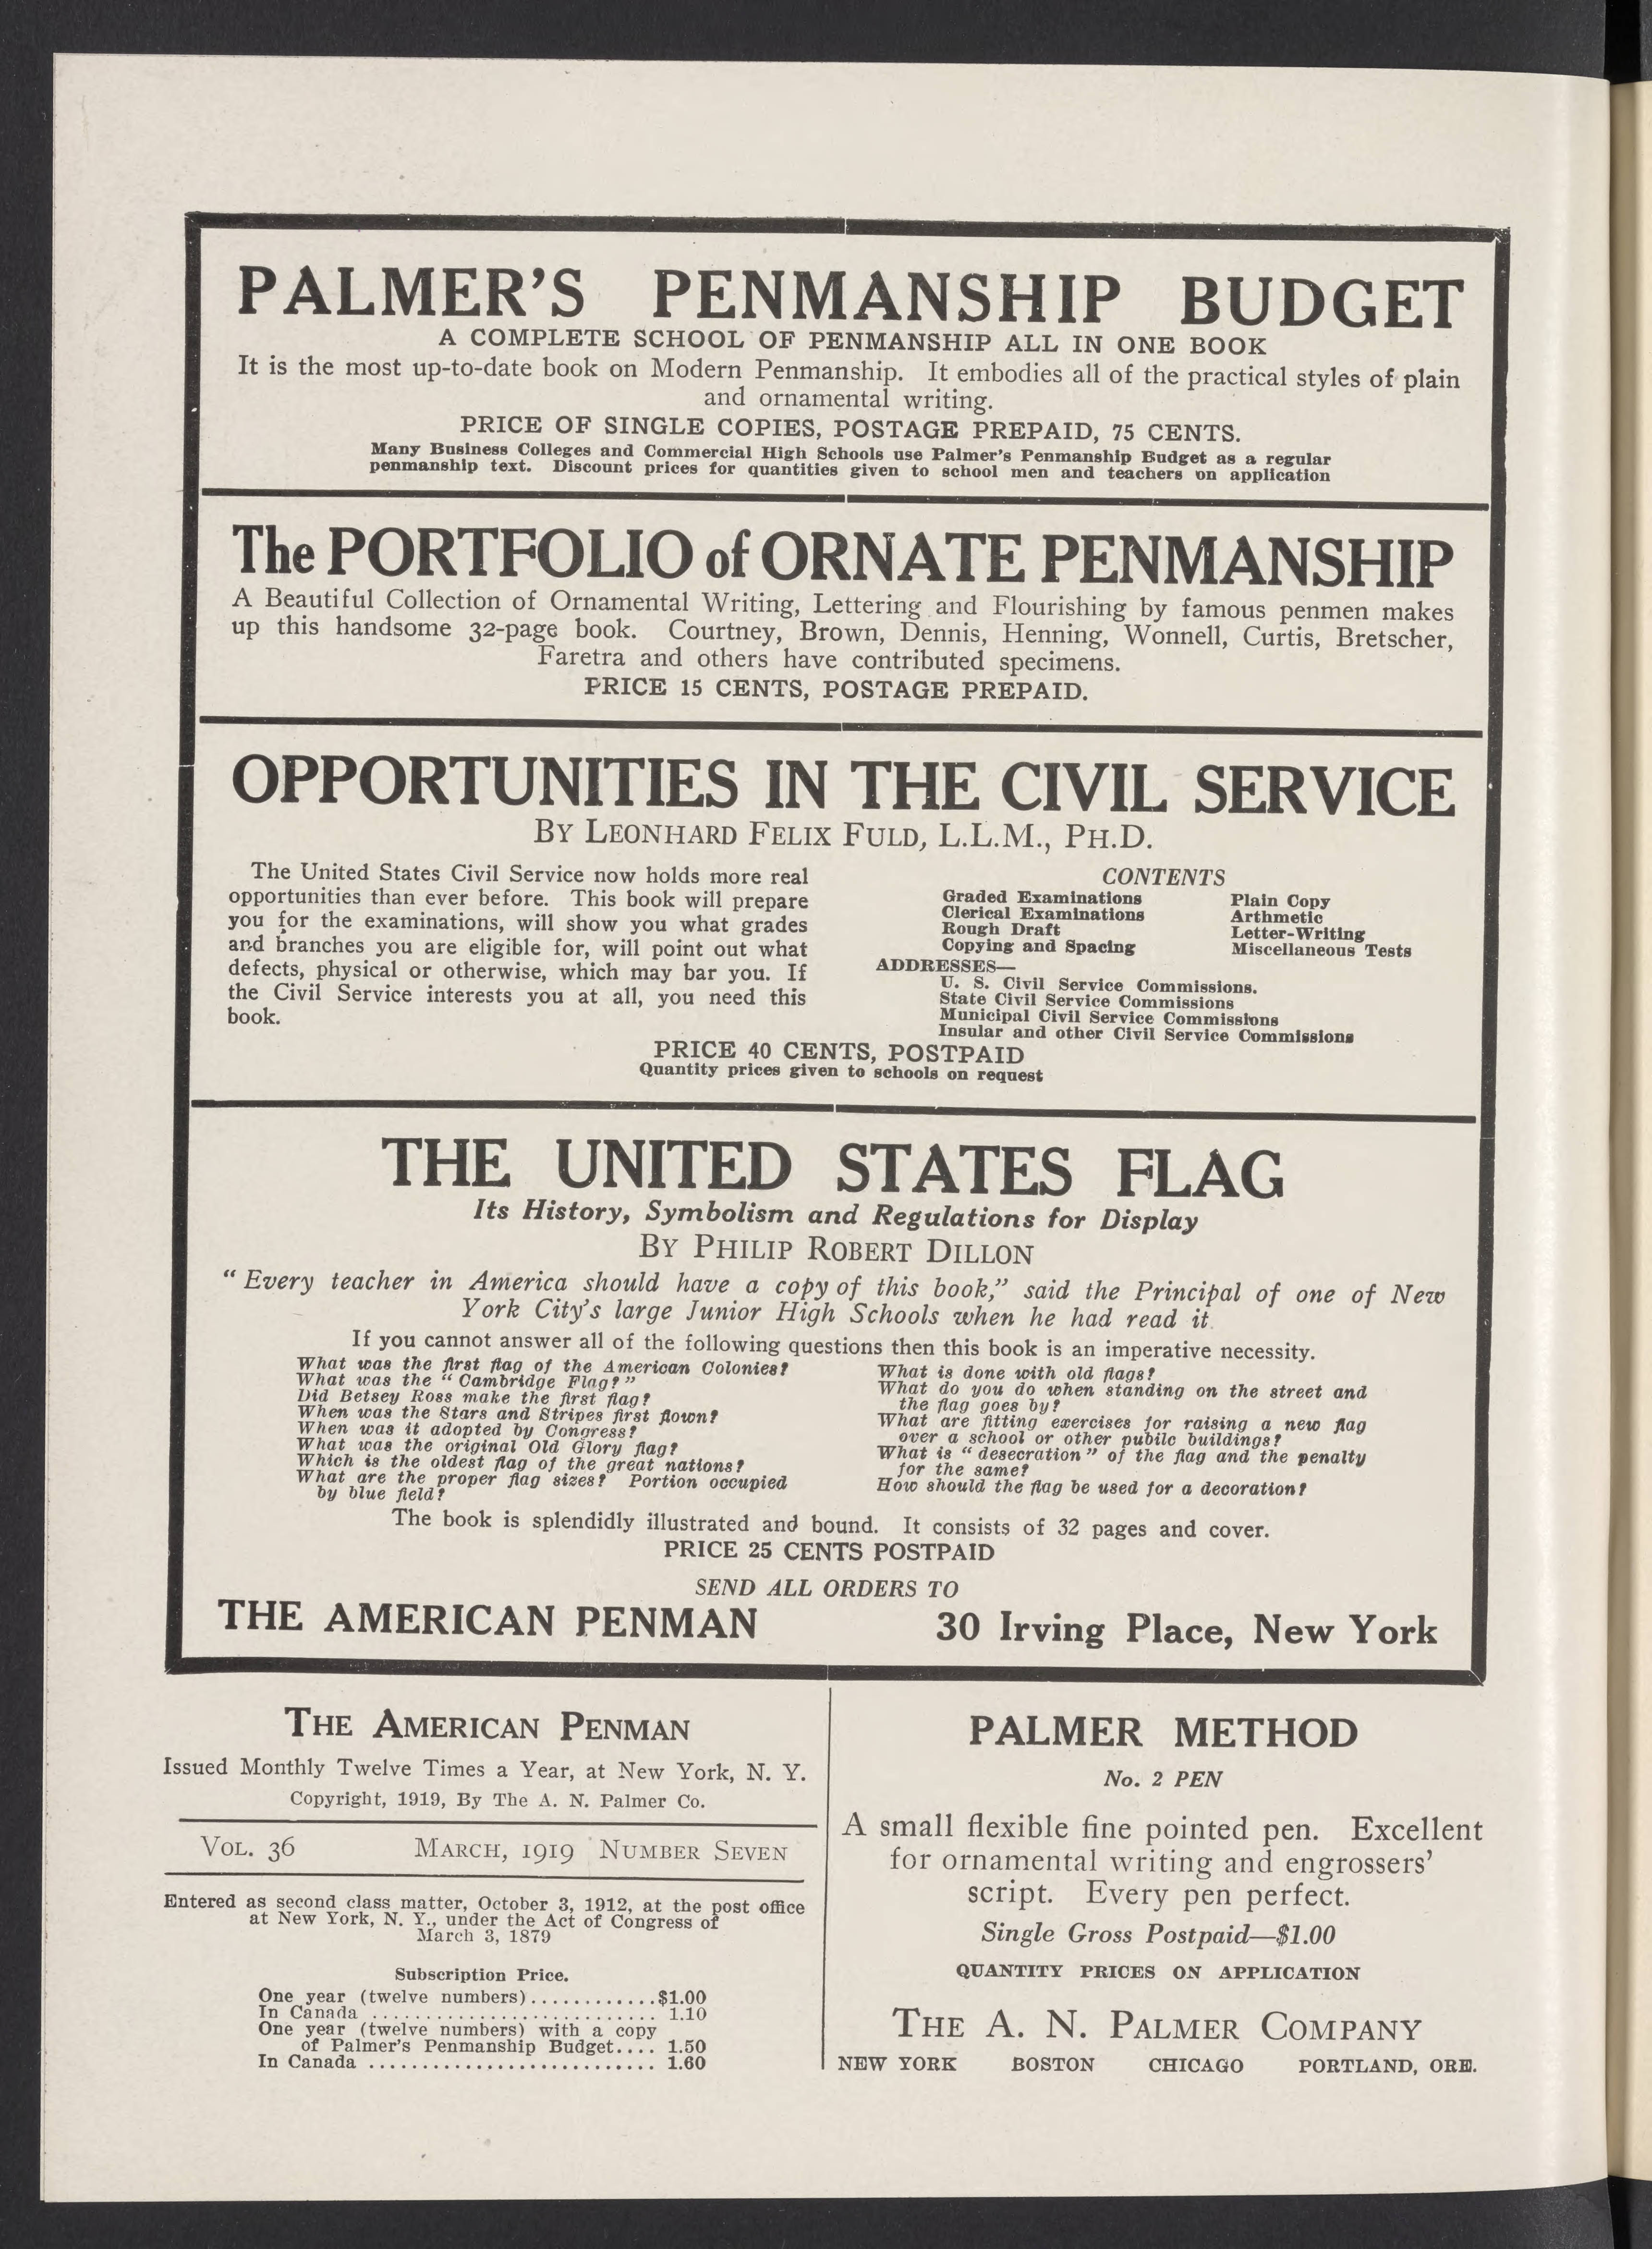 PALMER'S PENMANSHIP BUDGET
A COMPLETE SCHOOL OF PENMANSHIP ALL IN ONE BOOK
It is the most up-to-date book on Modern Penmanship. It embodies all of the practical styles of plain
and ornamental writing.
PRICE OF SINGLE COPIES, POSTAGE PREPAID, 75 CENTS.
Many Business Colleges and Commercial High Schools use Palmer's Penmanship Budget as a regular
penmanship text. Discount prices for quantities given to school men and teachers on application
The PORTFOLIO of ORNATE PENMANSHIP
A Beautiful Collection of Ornamental Writing, Lettering and Flourishing by famous penmen makes
up this handsome 32-page book. Courtney, Brown, Dennis, Henning, Wonnell, Curtis, Bretscher,
Faretra and others have contributed specimens.
PRICE 15 CENTS, POSTAGE PREPAID.
OPPORTUNITIES IN THE CIVIL SERVICE
BY LEONHARD FELIX FULD, L.L.M., PH.D.
The United States Civil Service now holds more real
opportunities than ever before. This book will prepare
you for the examinations, will show you what grades
and branches you are eligible for, will point out what
defects, physical or otherwise, which may bar you. If
the Civil Service interests you at all, you need this
book.
CONTENTS
Graded Examinations
Clerical Examinations
Rough Draft
Copying and Spacing
Plain Copy
Arthmetic
Letter-Writing
Miscellaneous Tests
ADDRESSES—
U. S. Civil Service Commissions.
State Civil Service Commissions
Municipal Civil Service Commissions
Insular and other Civil Service Commissions
PRICE 40 CENTS, POSTPAID
Quantity prices given to schools on request
THE UNITED STATES FLAG
Its History, Symbolism and Regulations for Display
BY PHILIP ROBERT DILLON
"Every teacher in America should have a copy of this book," said the Principal of one of New
York City's large Junior High Schools when he had read it.
If you cannot answer all of the following questions then this book is an imperative necessity.
What was the first flag of the American Colonies?
What was the "Cambridge Flag?"
Did Betsey Ross make the first flag?
When was the Stars and Stripes first flown?
When was it adopted by Congress?
What was the original Old Glory flag?
Which is the oldest flag of the great nations?
What are the proper flag sizes? Portion occupied
by blue field?
What is done with old flags?
What do you do when standing on the street and
the flag goes by?
What are fitting exercises for raising a new flag
over a school or other pubilc buildings?
What is "desecration" of the flag and the penalty
for the same?
How should the flag be used for a decoration?
The book is splendidly illustrated and bound. It consists of 32 pages and cover.
PRICE 25 CENTS POSTPAID
SEND ALL ORDERS TO
THE AMERICAN PENMAN 30 Irving Place, New York
THE AMERICAN PENMAN
Issued Monthly Twelve Times a Year, at New York, N. Y.
Copyright, 1919, By The A. N. Palmer Co.
VOL. 36 MARCH, 1919 NUMBER SEVEN
Entered as second class matter, October 3, 1912, at the post office
at New York, N. Y., under the Act of Congress of
March 3, 1879
Subscription Price.
One year (twelve numbers)............$1.00
In Canada ........................... 1.10
One year (twelve numbers) with a copy
of Palmer's Penmanship Budget.... 1.50
In Canada ........................... 1.60
PALMER METHOD
No. 2 PEN
A small flexible fine pointed pen. Excellent
for ornamental writing and engrossers'
script. Every pen perfect.
Single Gross Postpaid—$1.00
QUANTITY PRICES ON APPLICATION
THE A. N. PALMER COMPANY
NEW YORK BOSTON CHICAGO PORTLAND, ORE.